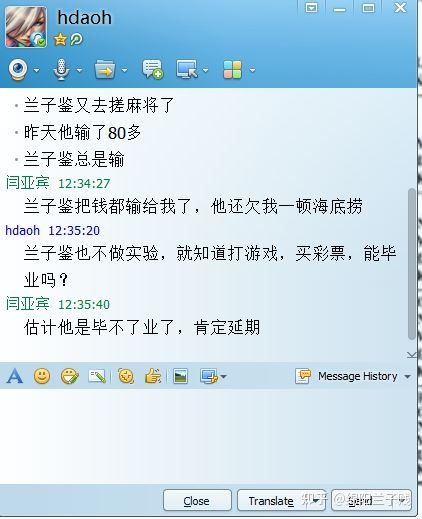 hdaoh
兰子鉴又去搓麻将了
昨天他输了80多
兰子鉴总是输
闫亚宾 12:34:27
兰子鉴把钱都输给我了，他还欠我一顿海底捞
hdaoh 12:35:20
兰子鉴也不做实验，就知道打游戏，买彩票，能毕
业吗？
闫亚宾 12:35:40
估计他是毕不了业了，肯定延期
Message History
Close
Translate
知乎 @绵阳兰子贱